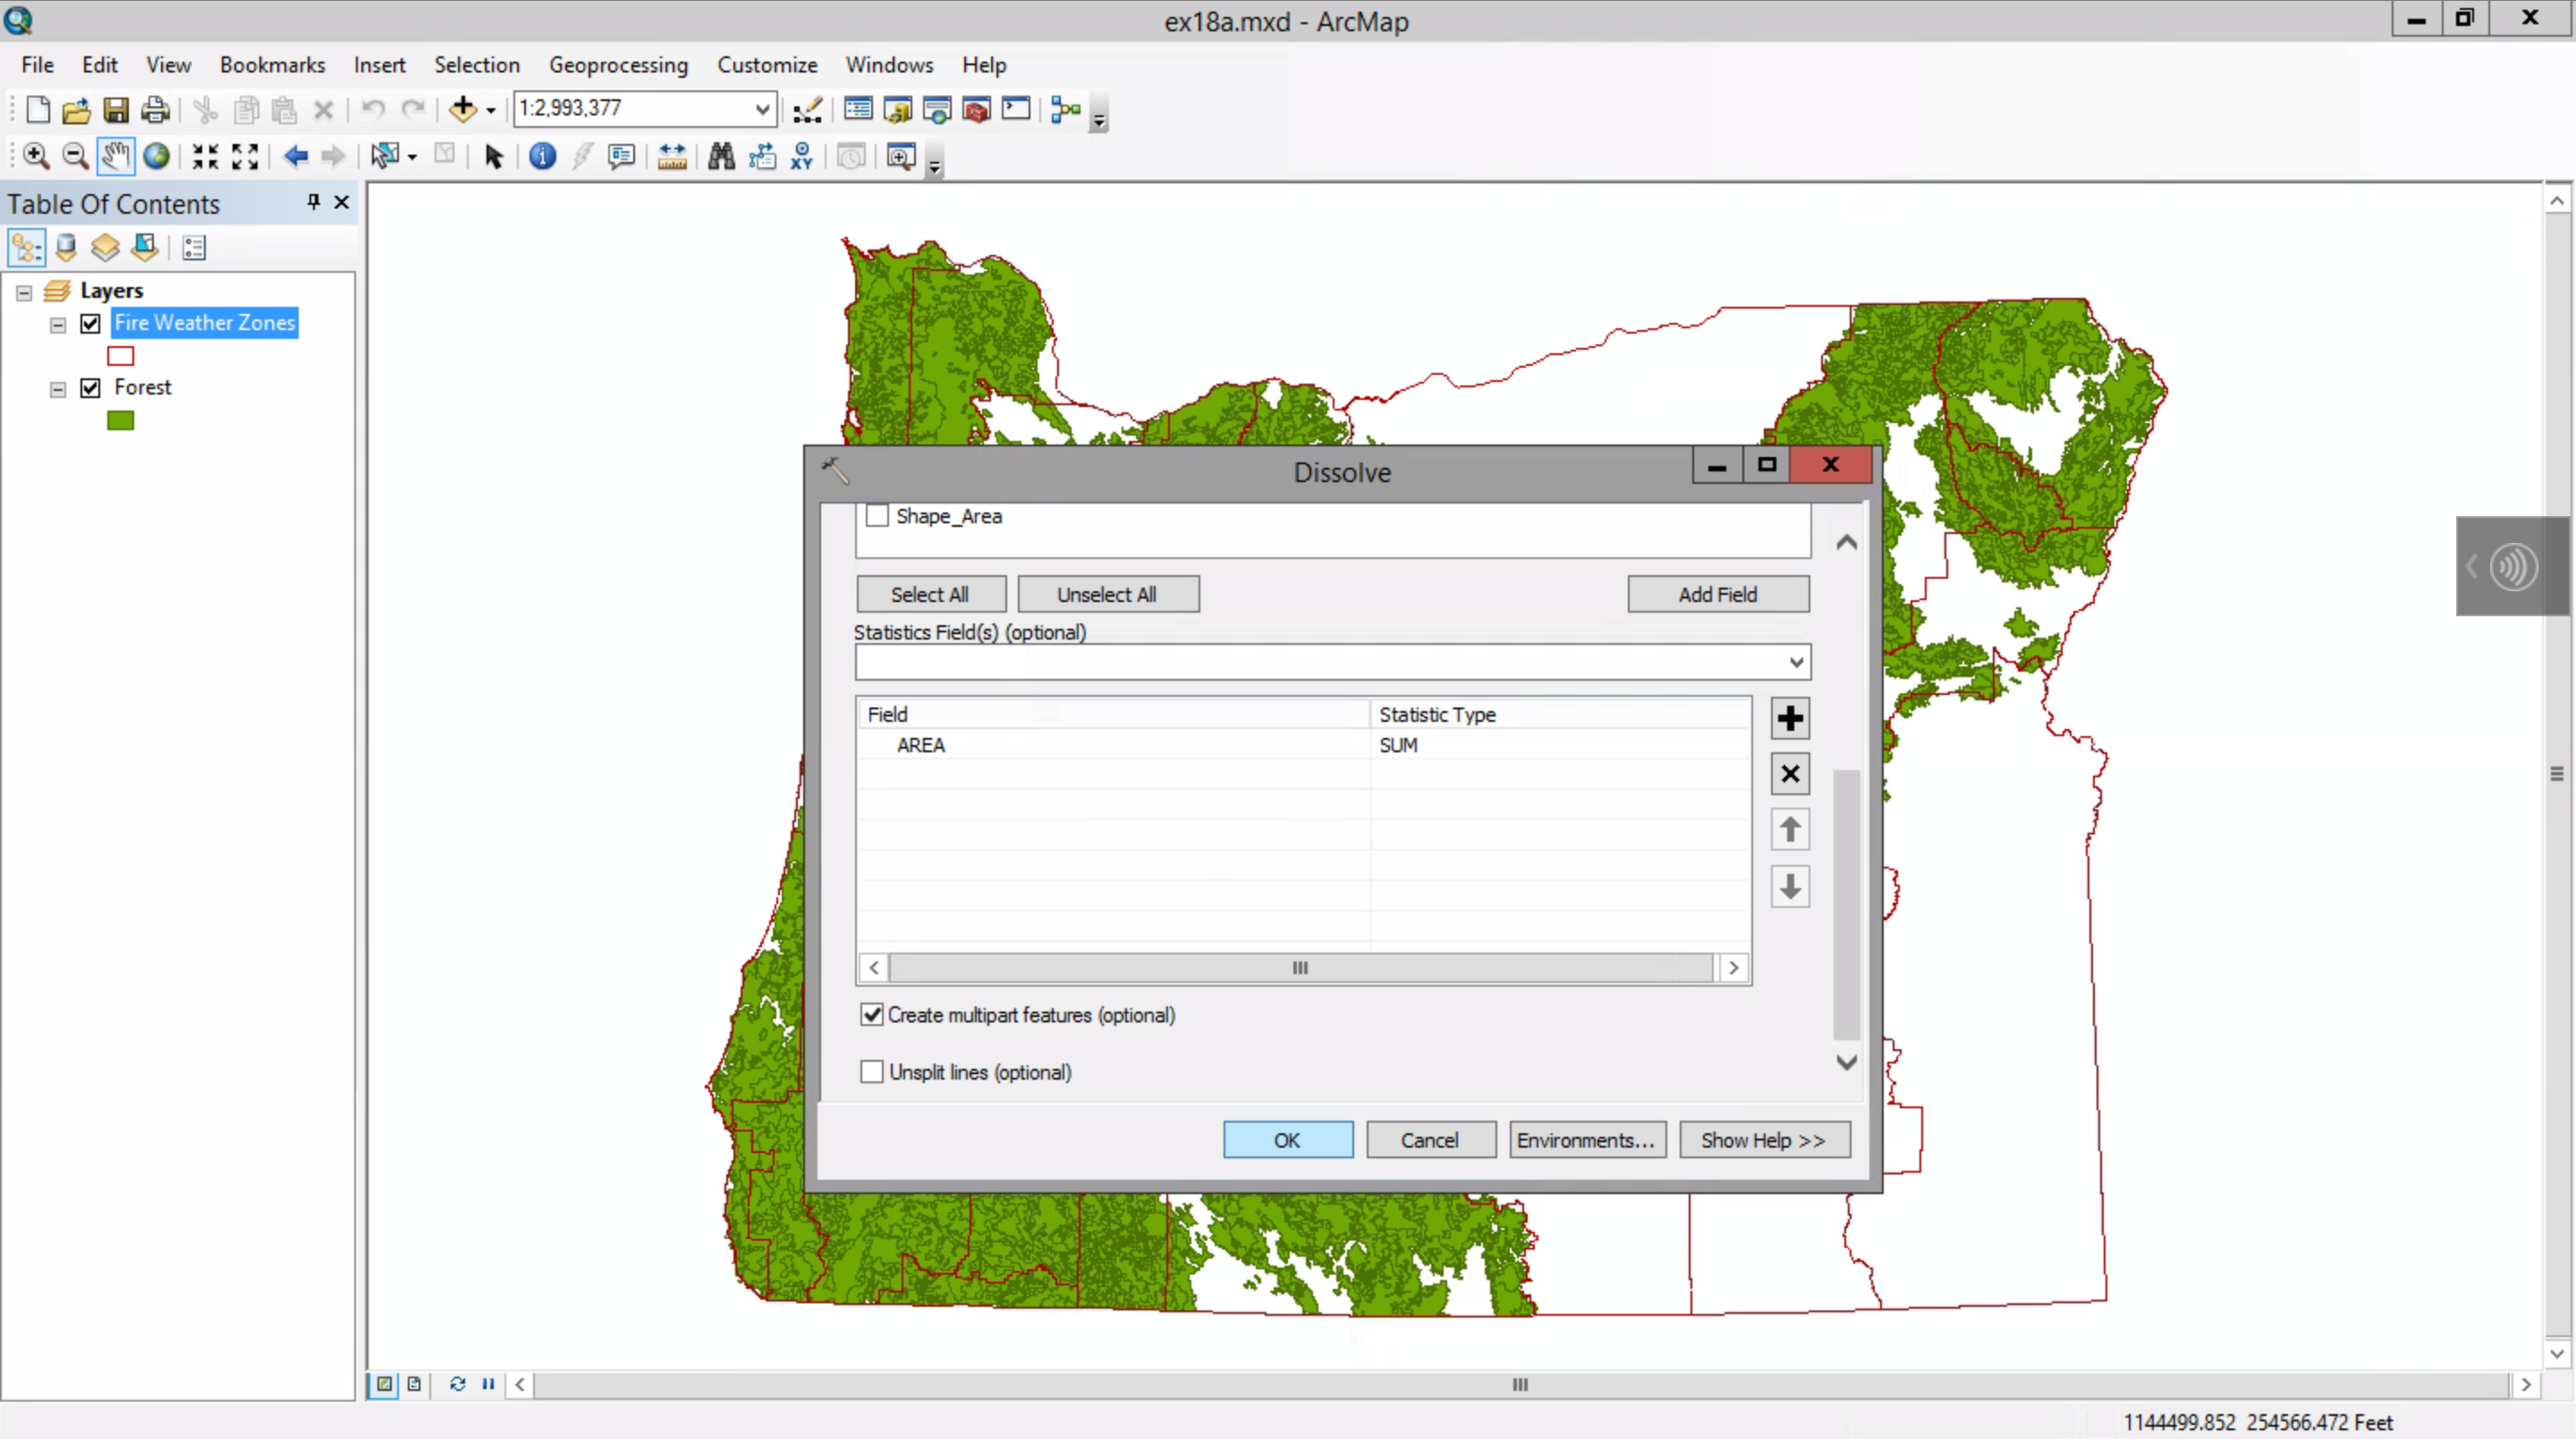 ex18a.mxd - ArcMap
File Edit View Bookmarks Insert Selection Geoprocessing Customize Windows Help
1:2,993,377
XY
Table Of Contents
Layers
Fire Weather Zones
Forest
Dissolve
Shape_Area
Select All Unselect All Add Field
Statistics Field(s) (optional)
Field Statistic Type
AREA SUM
Create multipart features (optional)
Unsplit lines (optional)
OK Cancel Environments... Show Help >>
1144499.852 254566.472 Feet